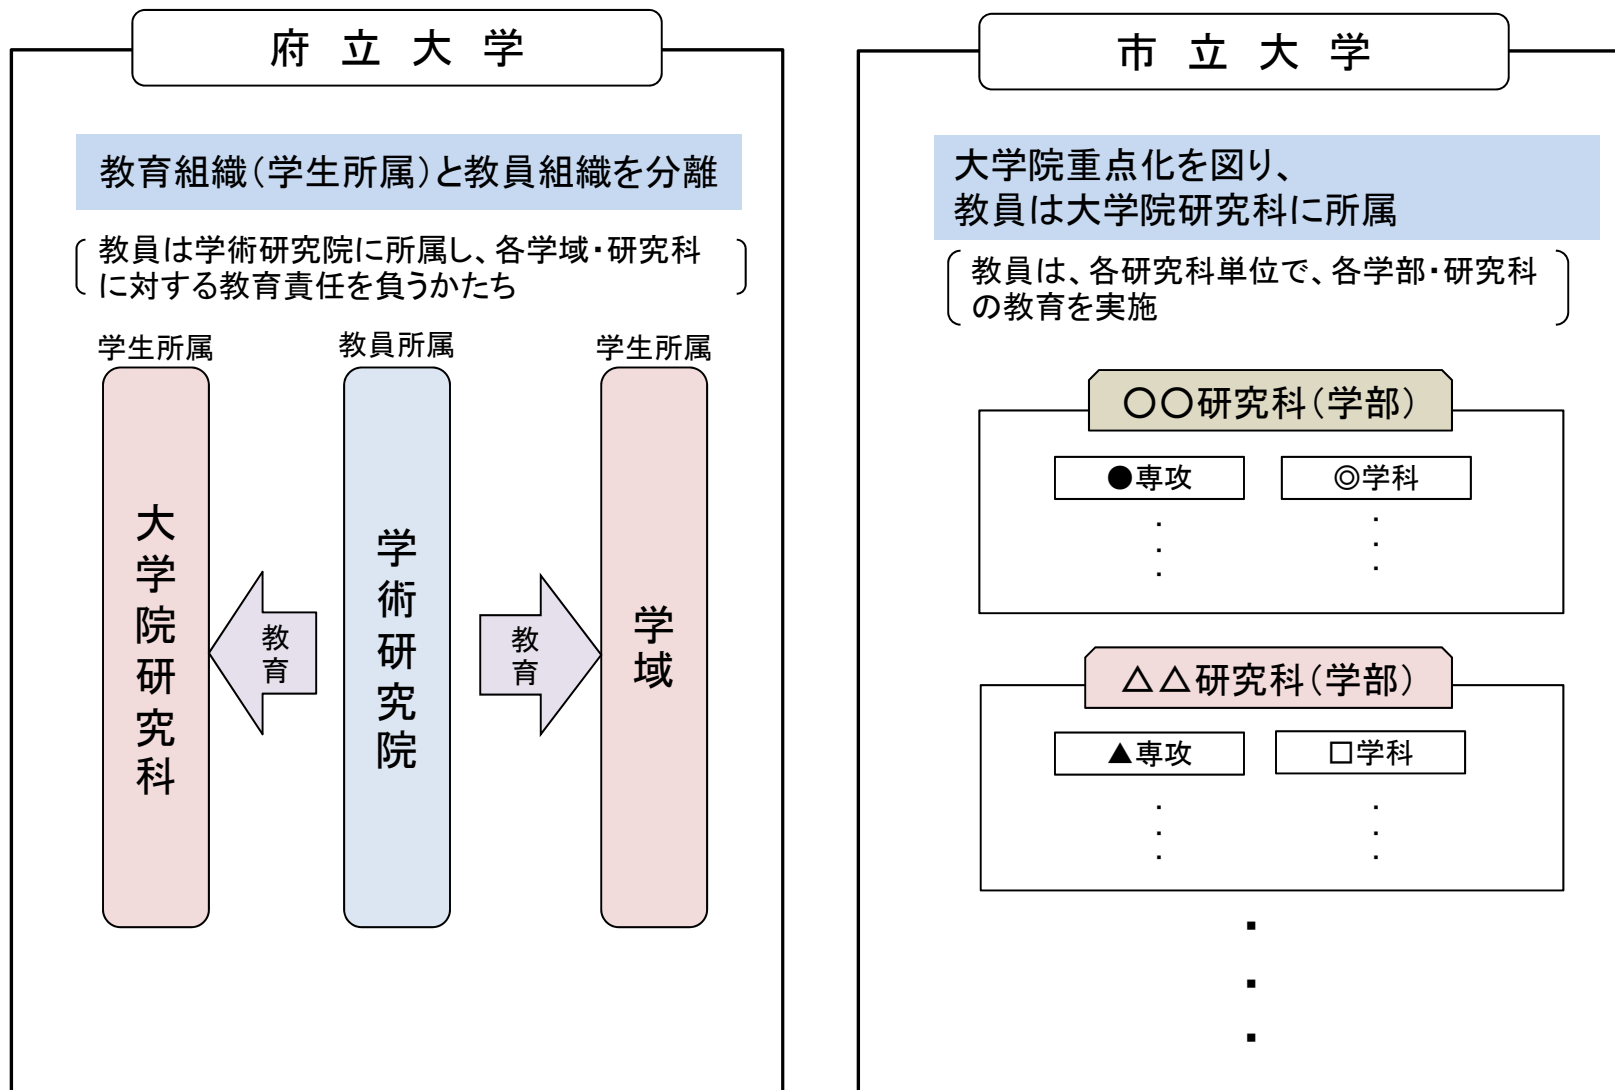 府立大学
教育組織(学生所属)と教員組織を分離
教員は学術研究院に所属し、各学域・研究科
に対する教育責任を負うかたち
学生所属
教員所属
学生所属
大学院研究科
教育
学術研究院
教育
学域
市立大学
大学院重点化を図り、
教員は大学院研究科に所属
教員は、各研究科単位で、各学部・研究科
の教育を実施
〇〇研究科(学部)
●専攻
◎学科
・
・
・
・
・
・
△△研究科(学部)
▲専攻
□学科
・
・
・
・
・
・
・
・
・